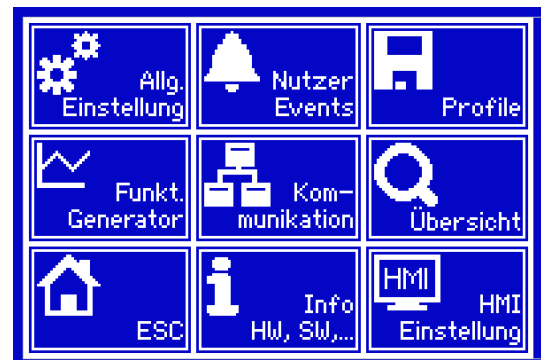 Allg.
Einstellung
Nutzer
Events
Profile
Funkt.
Generator
Kom-
munikation
Übersicht
ESC
Info
HW, SW,...
HMI
HMI
Einstellung